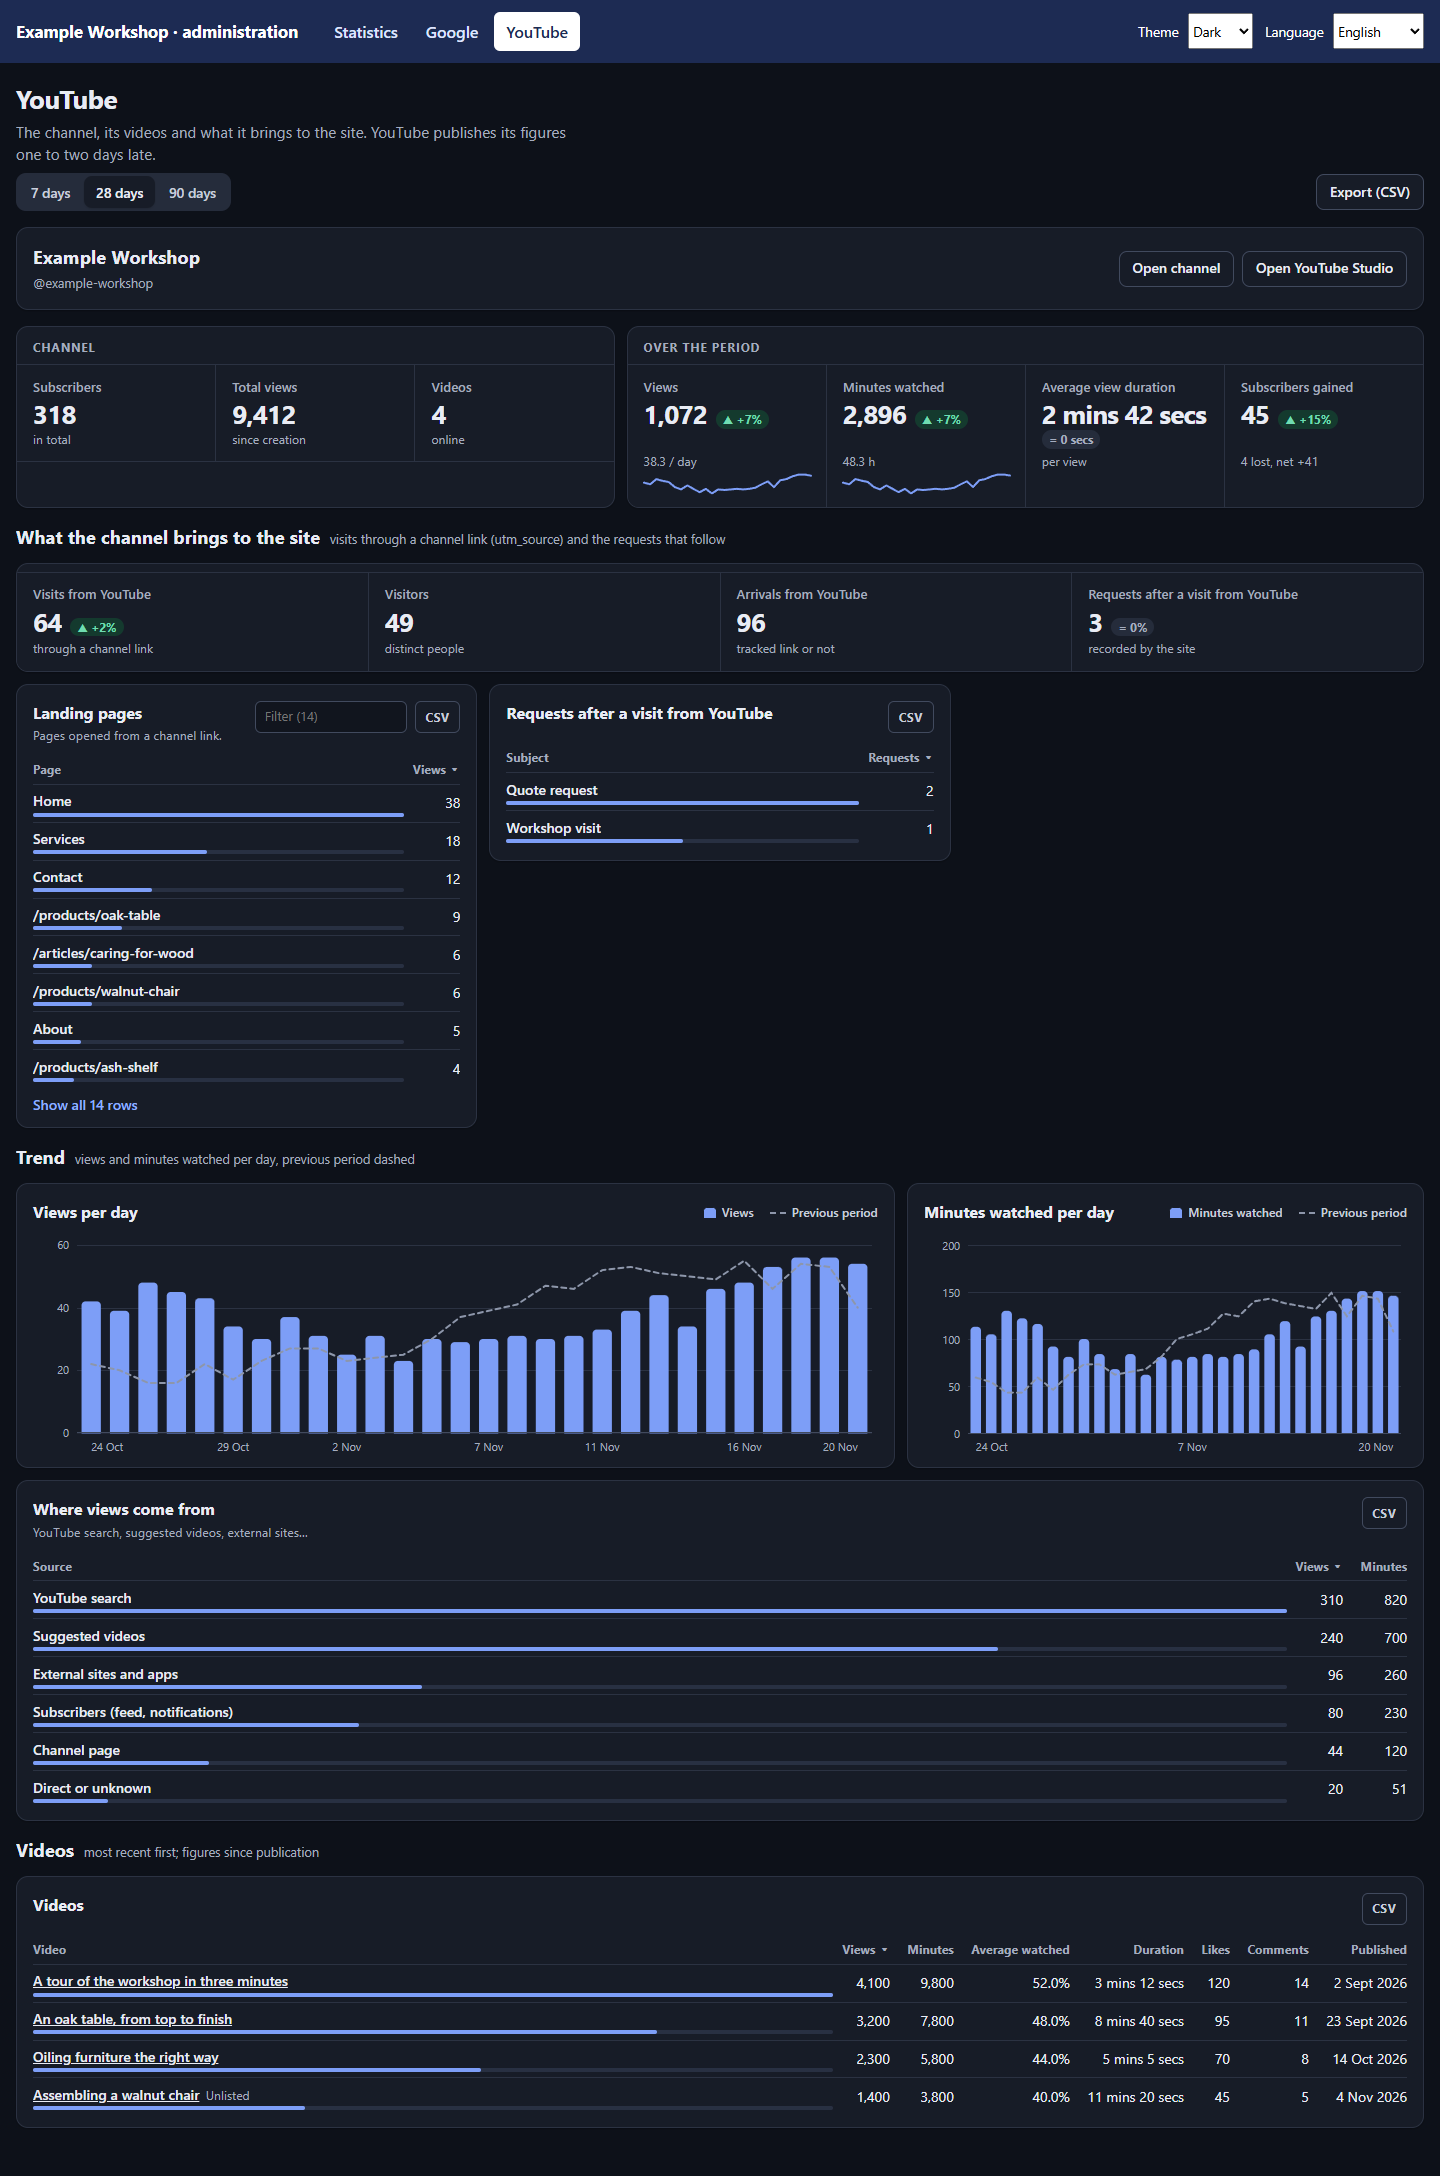 Example Workshop · administration Statistics Google YouTube Theme Dark Language English
YouTube
The channel, its videos and what it brings to the site. YouTube publishes its figures
one to two days late.
7 days 28 days 90 days Export (CSV)
Example Workshop
@example-workshop
Open channel Open YouTube Studio
CHANNEL
Subscribers Total views Videos
318 9,412 4
in total since creation online
OVER THE PERIOD
Views Minutes watched Average view duration Subscribers gained
1,072 ▲ +7% 2,896 ▲ +7% 2 mins 42 secs 45 ▲ +15%
= 0 secs
38.3 / day 48.3 h per view 4 lost, net +41
What the channel brings to the site visits through a channel link (utm_source) and the requests that follow
Visits from YouTube Visitors Arrivals from YouTube Requests after a visit from YouTube
64 ▲ +2% 49 96 3 = 0%
through a channel link distinct people tracked link or not recorded by the site
Landing pages Filter (14) CSV
Pages opened from a channel link.
Page Views
Home 38
Services 18
Contact 12
/products/oak-table 9
/articles/caring-for-wood 6
/products/walnut-chair 6
About 5
/products/ash-shelf 4
Show all 14 rows
Requests after a visit from YouTube CSV
Subject Requests
Quote request 2
Workshop visit 1
Trend views and minutes watched per day, previous period dashed
Views per day Views Previous period
60
40
20
0
24 Oct 29 Oct 2 Nov 7 Nov 11 Nov 16 Nov 20 Nov
Minutes watched per day Minutes watched Previous period
200
150
100
50
0
24 Oct 7 Nov 20 Nov
Where views come from CSV
YouTube search, suggested videos, external sites...
Source Views Minutes
YouTube search 310 820
Suggested videos 240 700
External sites and apps 96 260
Subscribers (feed, notifications) 80 230
Channel page 44 120
Direct or unknown 20 51
Videos most recent first; figures since publication
Videos CSV
Video Views Minutes Average watched Duration Likes Comments Published
A tour of the workshop in three minutes 4,100 9,800 52.0% 3 mins 12 secs 120 14 2 Sept 2026
An oak table, from top to finish 3,200 7,800 48.0% 8 mins 40 secs 95 11 23 Sept 2026
Oiling furniture the right way 2,300 5,800 44.0% 5 mins 5 secs 70 8 14 Oct 2026
Assembling a walnut chair Unlisted 1,400 3,800 40.0% 11 mins 20 secs 45 5 4 Nov 2026